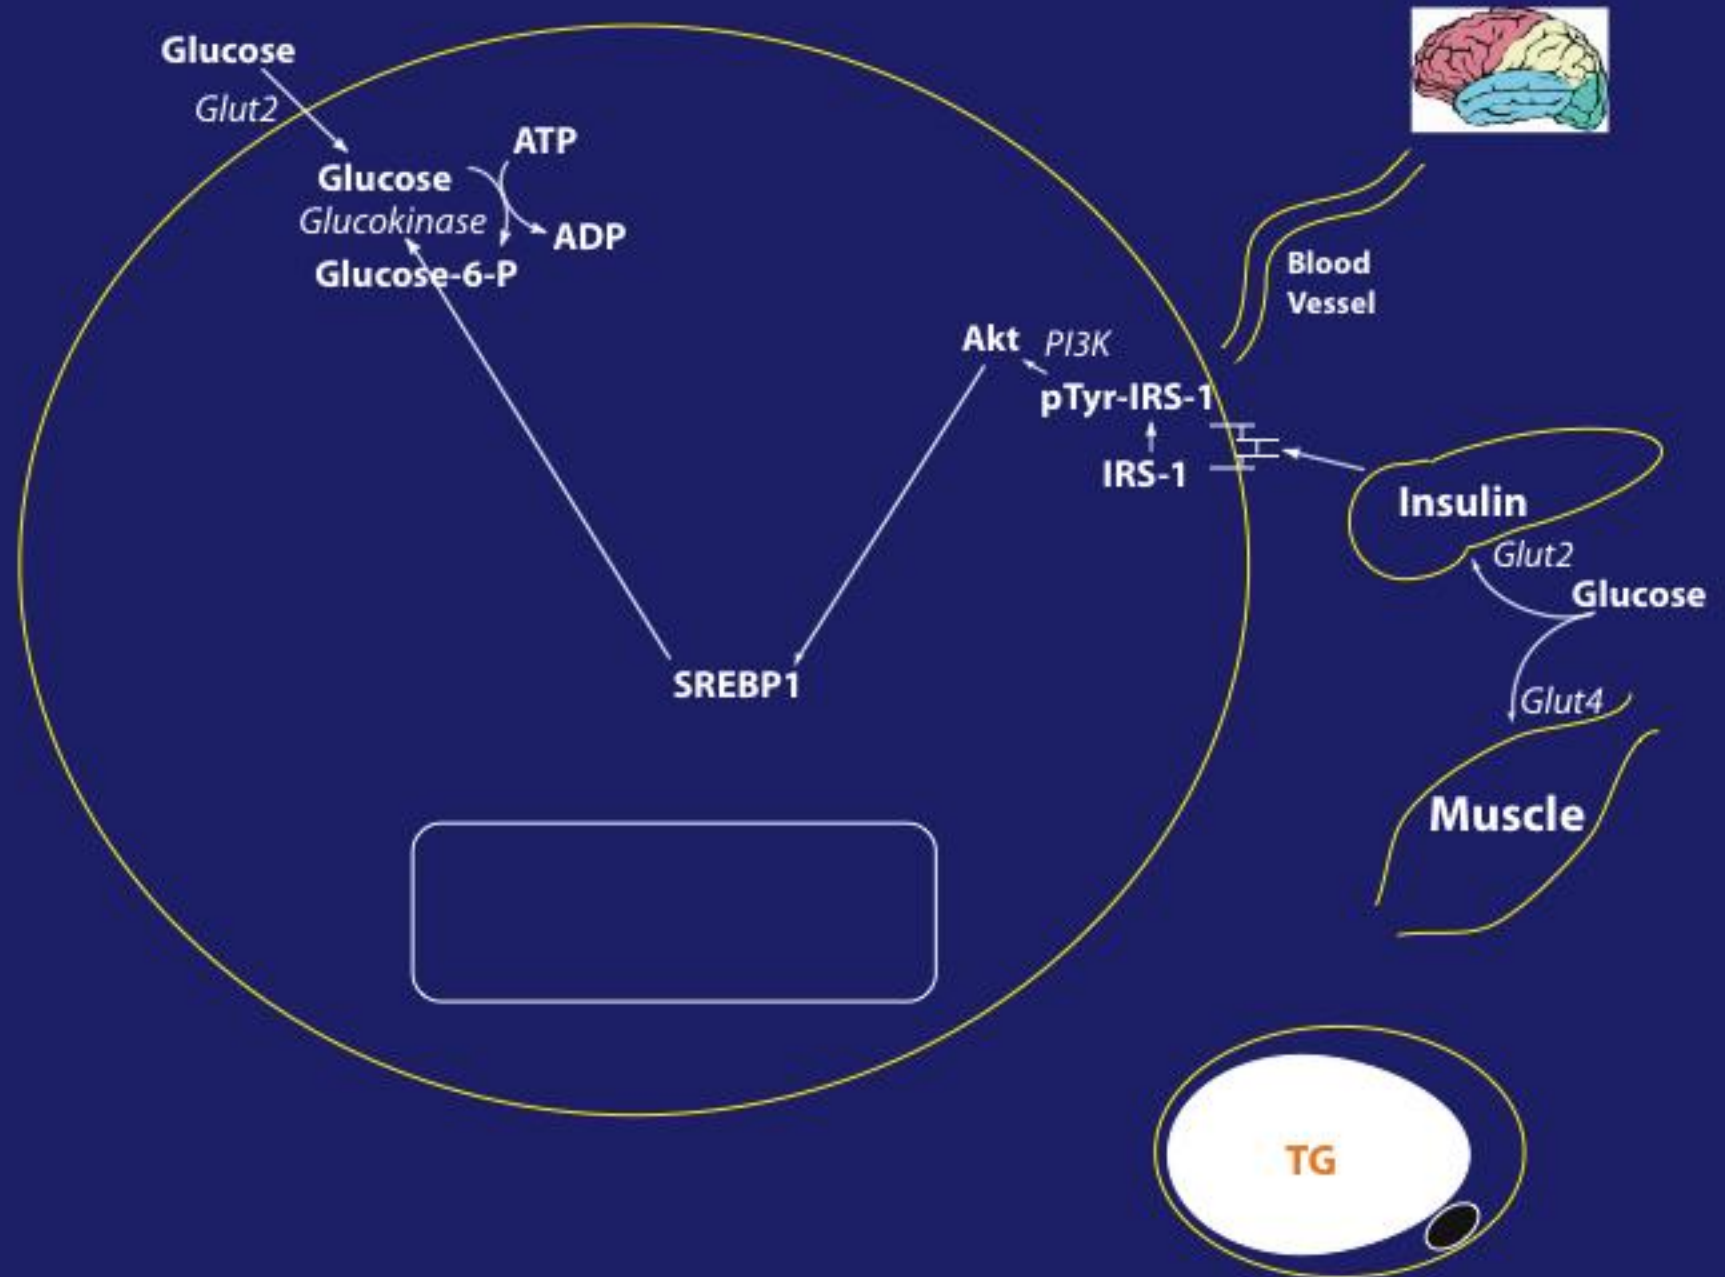 Glucose
Glut2
ATP
Glucose
Glucokinase
ADP
Glucose-6-P
Blood
Vessel
Akt PI3K
pTyr-IRS-1
IRS-1
Insulin
Glut2
Glucose
SREBP1
Glut4
Muscle
TG